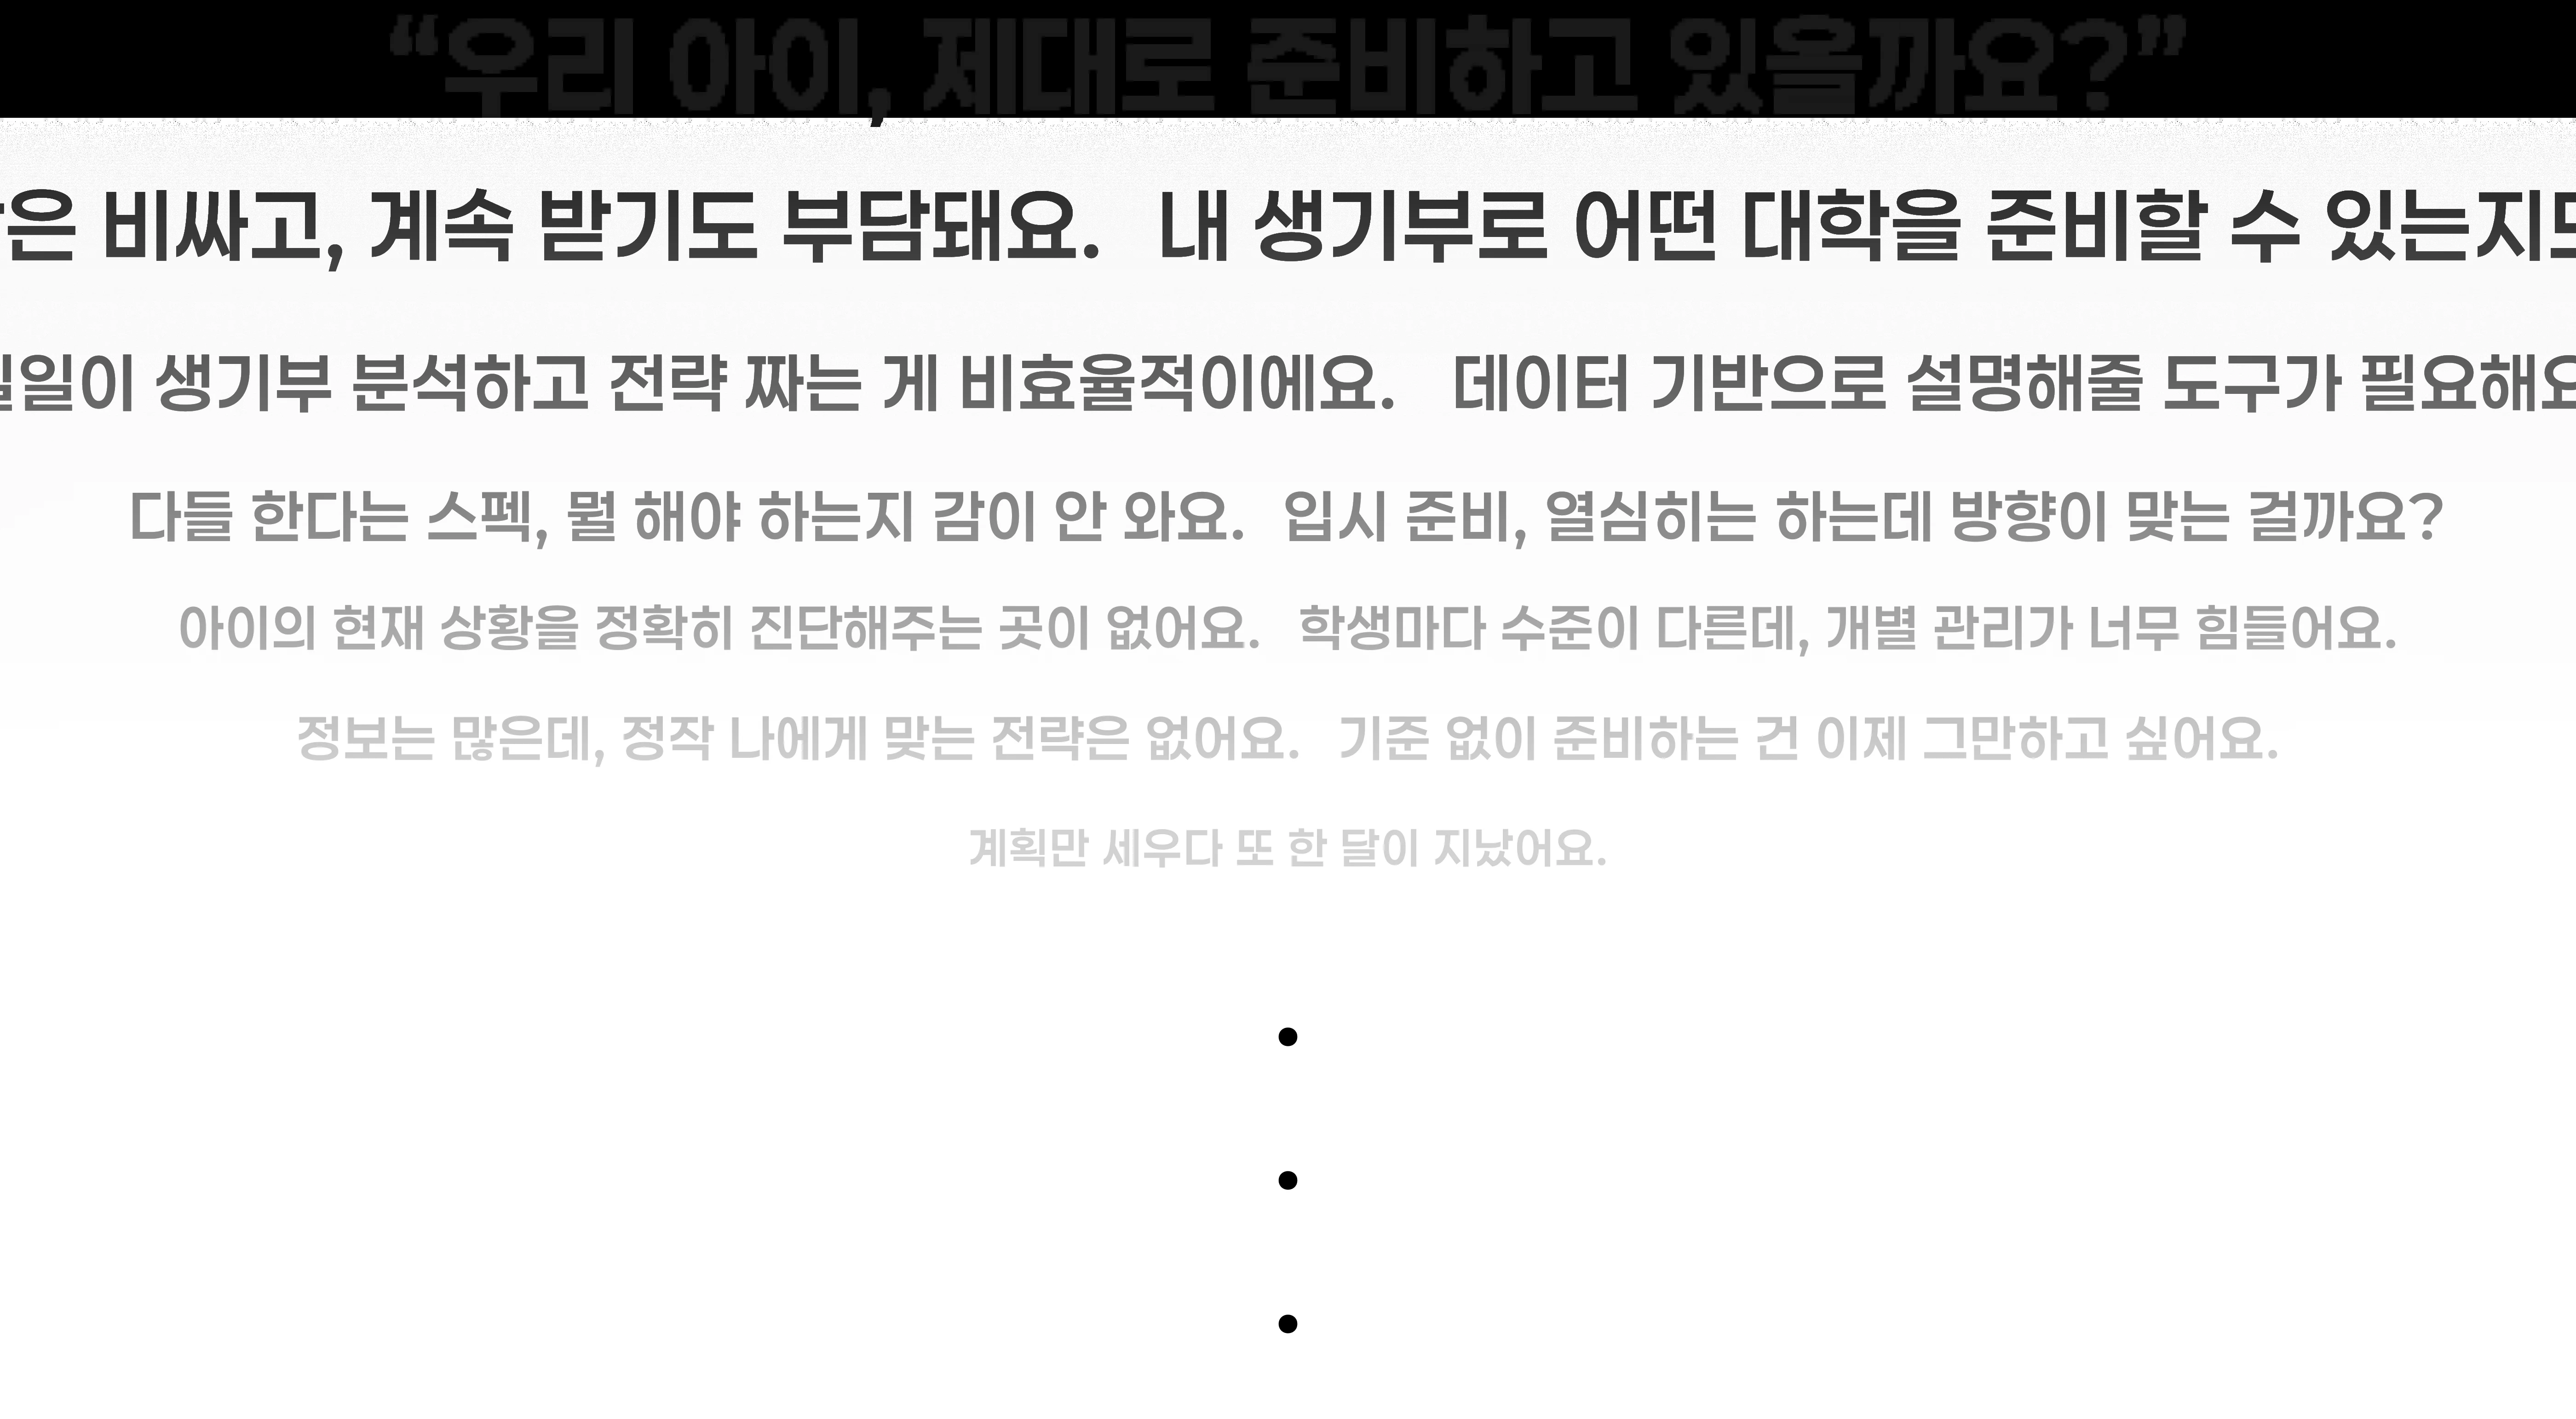 “우리 아이, 제대로 준비하고 있을까요?”
은 비싸고, 계속 받기도 부담돼요. 내 생기부로 어떤 대학을 준비할 수 있는지도
일일이 생기부 분석하고 전략 짜는 게 비효율적이에요. 데이터 기반으로 설명해줄 도구가 필요해요
다들 한다는 스펙, 뭘 해야 하는지 감이 안 와요. 입시 준비, 열심히는 하는데 방향이 맞는 걸까요?
아이의 현재 상황을 정확히 진단해주는 곳이 없어요. 학생마다 수준이 다른데, 개별 관리가 너무 힘들어요.
정보는 많은데, 정작 나에게 맞는 전략은 없어요. 기준 없이 준비하는 건 이제 그만하고 싶어요.
계획만 세우다 또 한 달이 지났어요.